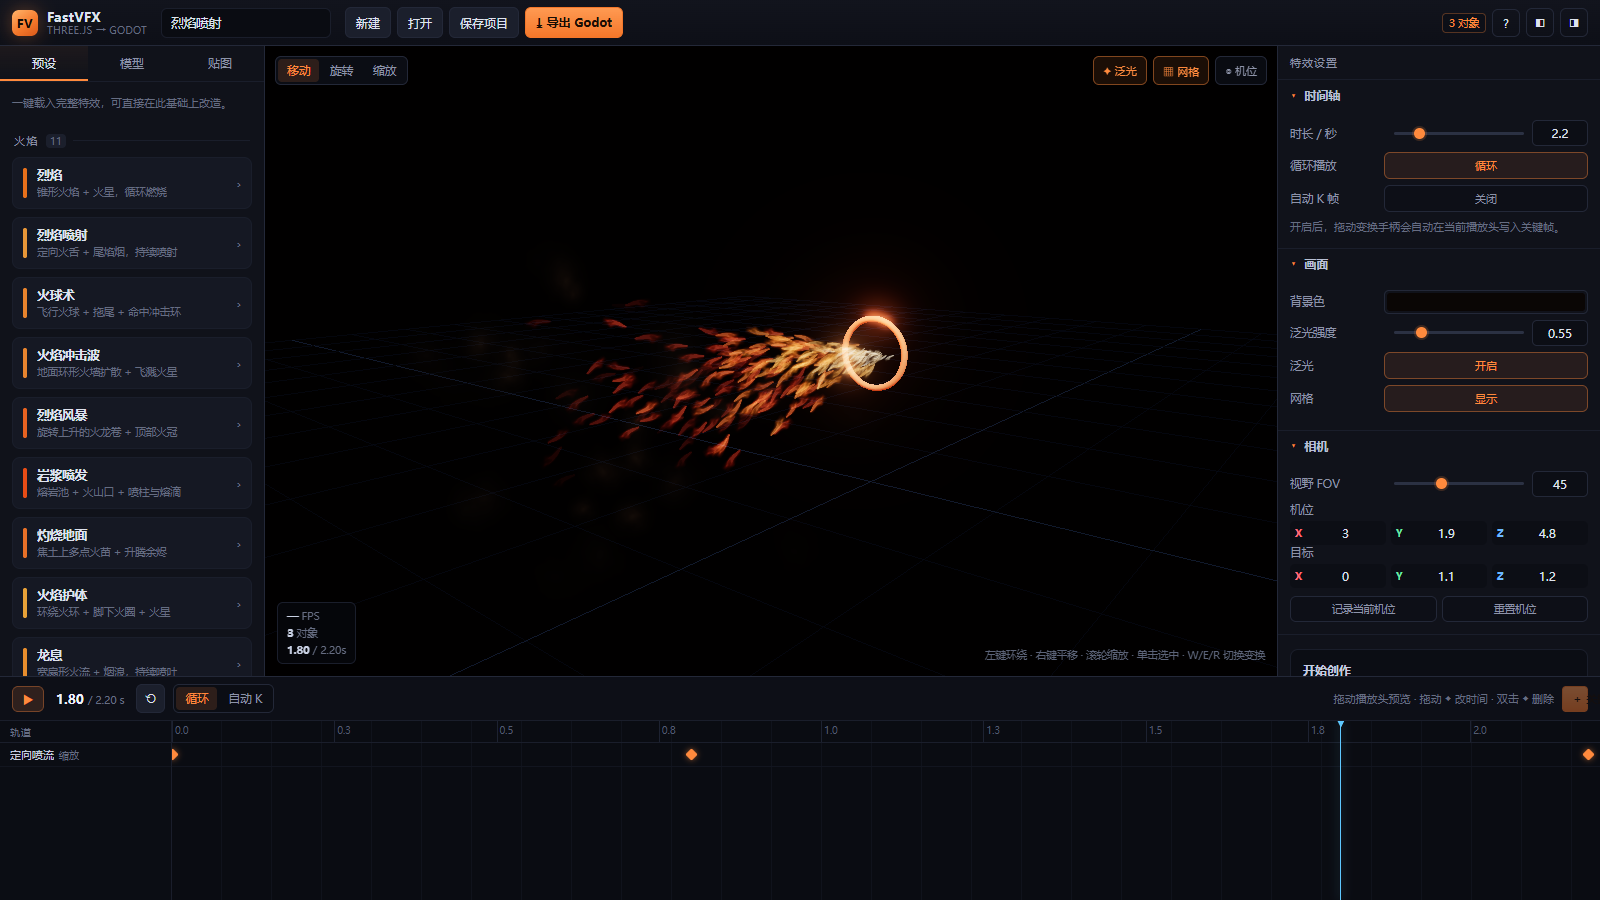 FV
FastVFX
THREE.JS → GODOT
烈焰喷射
新建
打开
保存项目
⤓ 导出 Godot
3 对象
?
预设
模型
贴图
一键载入完整特效，可直接在此基础上改造。
火焰 11
烈焰
锥形火焰 + 火星，循环燃烧
烈焰喷射
定向火舌 + 尾焰烟，持续喷射
火球术
飞行火球 + 拖尾 + 命中冲击环
火焰冲击波
地面环形火墙扩散 + 飞溅火星
烈焰风暴
旋转上升的火龙卷 + 顶部火冠
岩浆喷发
熔岩池 + 火山口 + 喷柱与熔滴
灼烧地面
焦土上多点火苗 + 升腾余烬
火焰护体
环绕火环 + 脚下火圈 + 火星
龙息
宽扇形火流 + 烟浪，持续喷吐
移动
旋转
缩放
✦ 泛光
▦ 网格
机位
— FPS
3 对象
1.80 / 2.20s
左键环绕 · 右键平移 · 滚轮缩放 · 单击选中 · W/E/R 切换变换
特效设置
时间轴
时长 / 秒
2.2
循环播放
循环
自动 K 帧
关闭
开启后，拖动变换手柄会自动在当前播放头写入关键帧。
画面
背景色
泛光强度
0.55
泛光
开启
网格
显示
相机
视野 FOV
45
机位
X 3 Y 1.9 Z 4.8
目标
X 0 Y 1.1 Z 1.2
记录当前机位
重置机位
开始创作
▶
1.80 / 2.20 s
⟲
循环
自动 K
拖动播放头预览 · 拖动 ◆ 改时间 · 双击 ◆ 删除
+
轨道
0.0 0.3 0.5 0.8 1.0 1.3 1.5 1.8 2.0
定向喷流 缩放